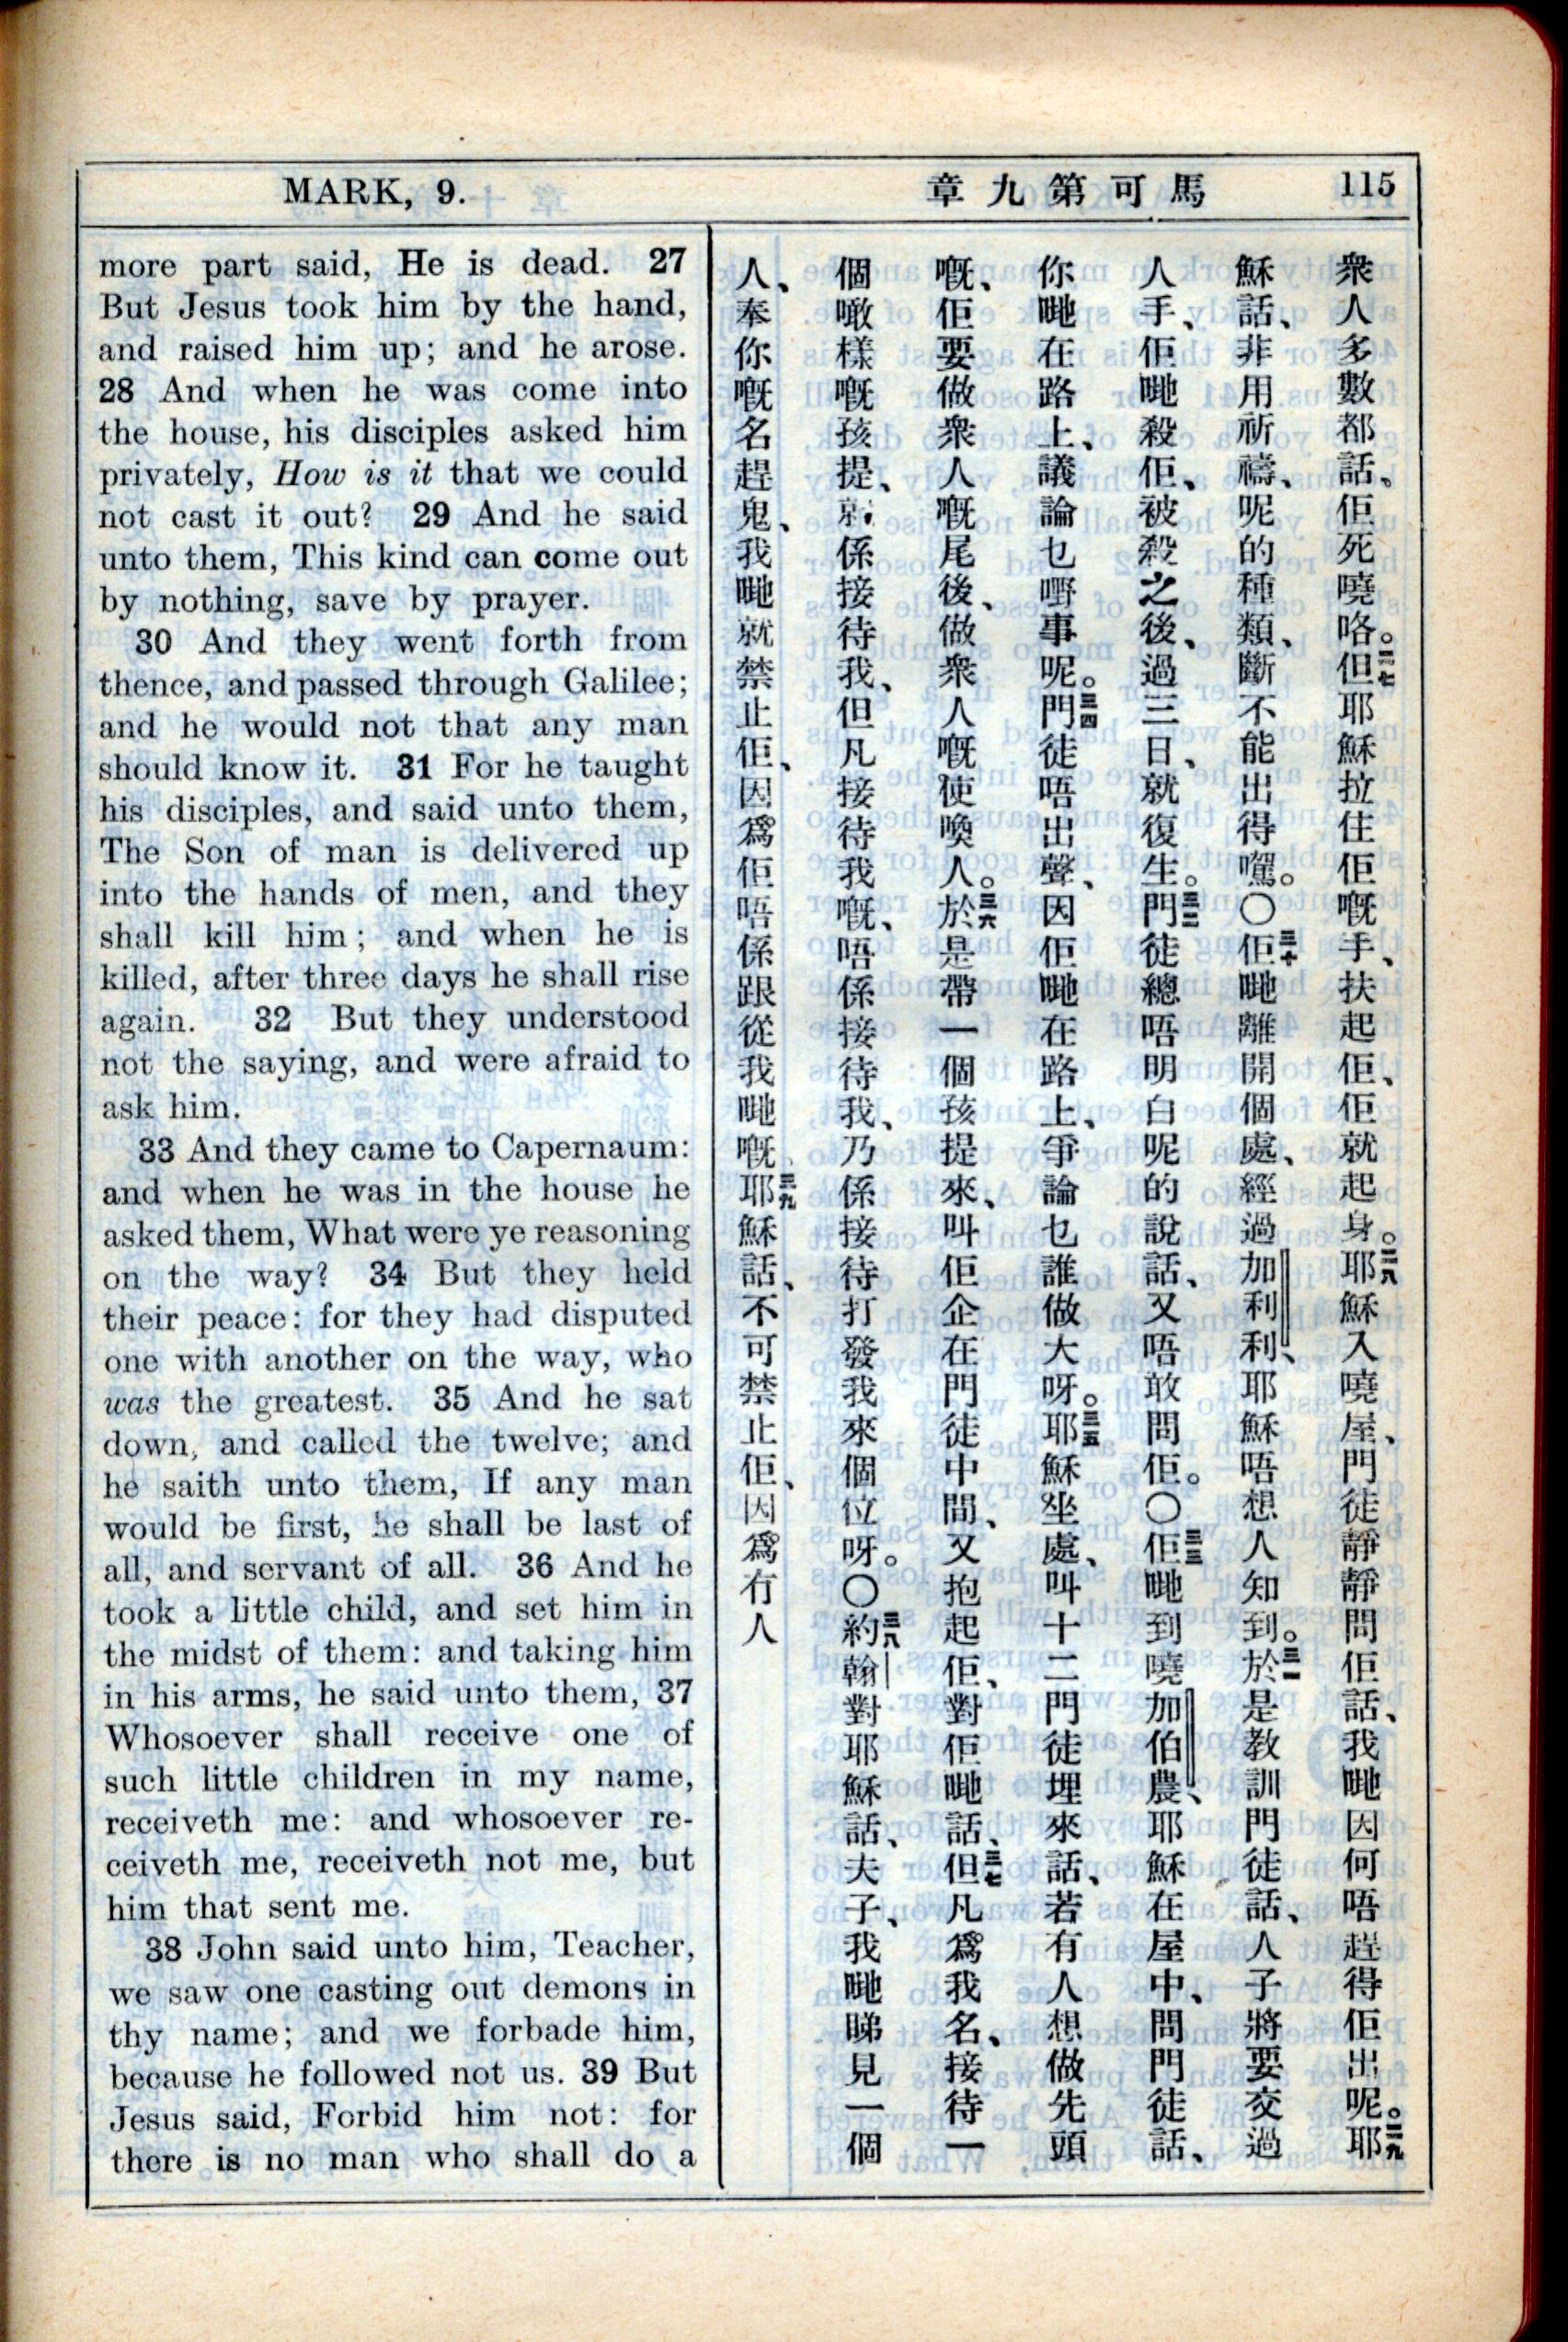 MARK, 9.
章九第可馬
115
more part said, He is dead. 27
But Jesus took him by the hand,
and raised him up; and he arose.
28 And when he was come into
the house, his disciples asked him
privately, How is it that we could
not cast it out? 29 And he said
unto them, This kind can come out
by nothing, save by prayer.
30 And they went forth from
thence, and passed through Galilee;
and he would not that any man
should know it. 31 For he taught
his disciples, and said unto them,
The Son of man is delivered up
into the hands of men, and they
shall kill him; and when he is
killed, after three days he shall rise
again. 32 But they understood
not the saying, and were afraid to
ask him.
33 And they came to Capernaum:
and when he was in the house he
asked them, What were ye reasoning
on the way? 34 But they held
their peace: for they had disputed
one with another on the way, who
was the greatest. 35 And he sat
down, and called the twelve; and
he saith unto them, If any man
would be first, he shall be last of
all, and servant of all. 36 And he
took a little child, and set him in
the midst of them: and taking him
in his arms, he said unto them, 37
Whosoever shall receive one of
such little children in my name,
receiveth me: and whosoever re-
ceiveth me, receiveth not me, but
him that sent me.
38 John said unto him, Teacher,
we saw one casting out demons in
thy name; and we forbade him,
because he followed not us. 39 But
Jesus said, Forbid him not: for
there is no man who shall do a
衆人多數都話。佢死嘵咯。二七但耶穌拉住佢嘅手、扶起佢、佢就起身。二八耶穌入嘵屋、門徒靜靜問佢話、我哋因何唔趕得佢出呢。二九耶
穌話、非用祈禱、呢的種類、斷不能出得嚟。〇三十佢哋離開個處、經過加利利、耶穌唔想人知到。三一於是教訓門徒話、人子將要交過
人手、佢哋殺佢、被殺之後、過三日、就復生。三二門徒總唔明白呢的說話、又唔敢問佢。〇三三佢哋到嘵加伯農、耶穌在屋中、問門徒話、
你哋在路上、議論乜嘢事呢。三四門徒唔出聲、因佢哋在路上、爭論乜誰做大呀。三五耶穌坐處、叫十二門徒埋來話、若有人想做先頭
嘅、佢要做衆人嘅尾後、做衆人嘅使喚人。三六於是帶一個孩提來、叫佢企在門徒中間、又抱起佢、對佢哋話、三七但凡爲我名、接待一
個噉樣嘅孩提、就係接待我、但凡接待我嘅、唔係接待我、乃係接待打發我來個位呀。〇三八約翰對耶穌話、夫子、我哋睇見一個
人、奉你嘅名趕鬼、我哋就禁止佢、因爲佢唔係跟從我哋嘅、三九耶穌話、不可禁止佢、因爲有人